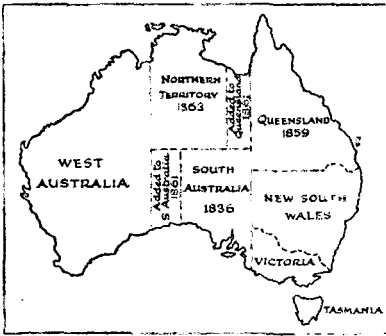 NORTHERN
TERRITORY
1863
Added to
Queensland
1861
QUEENSLAND
1859
WEST
AUSTRALIA
Added to
S Australia
1861
SOUTH
AUSTRALIA
1836
NEW SOUTH
WALES
VICTORIA
TASMANIA